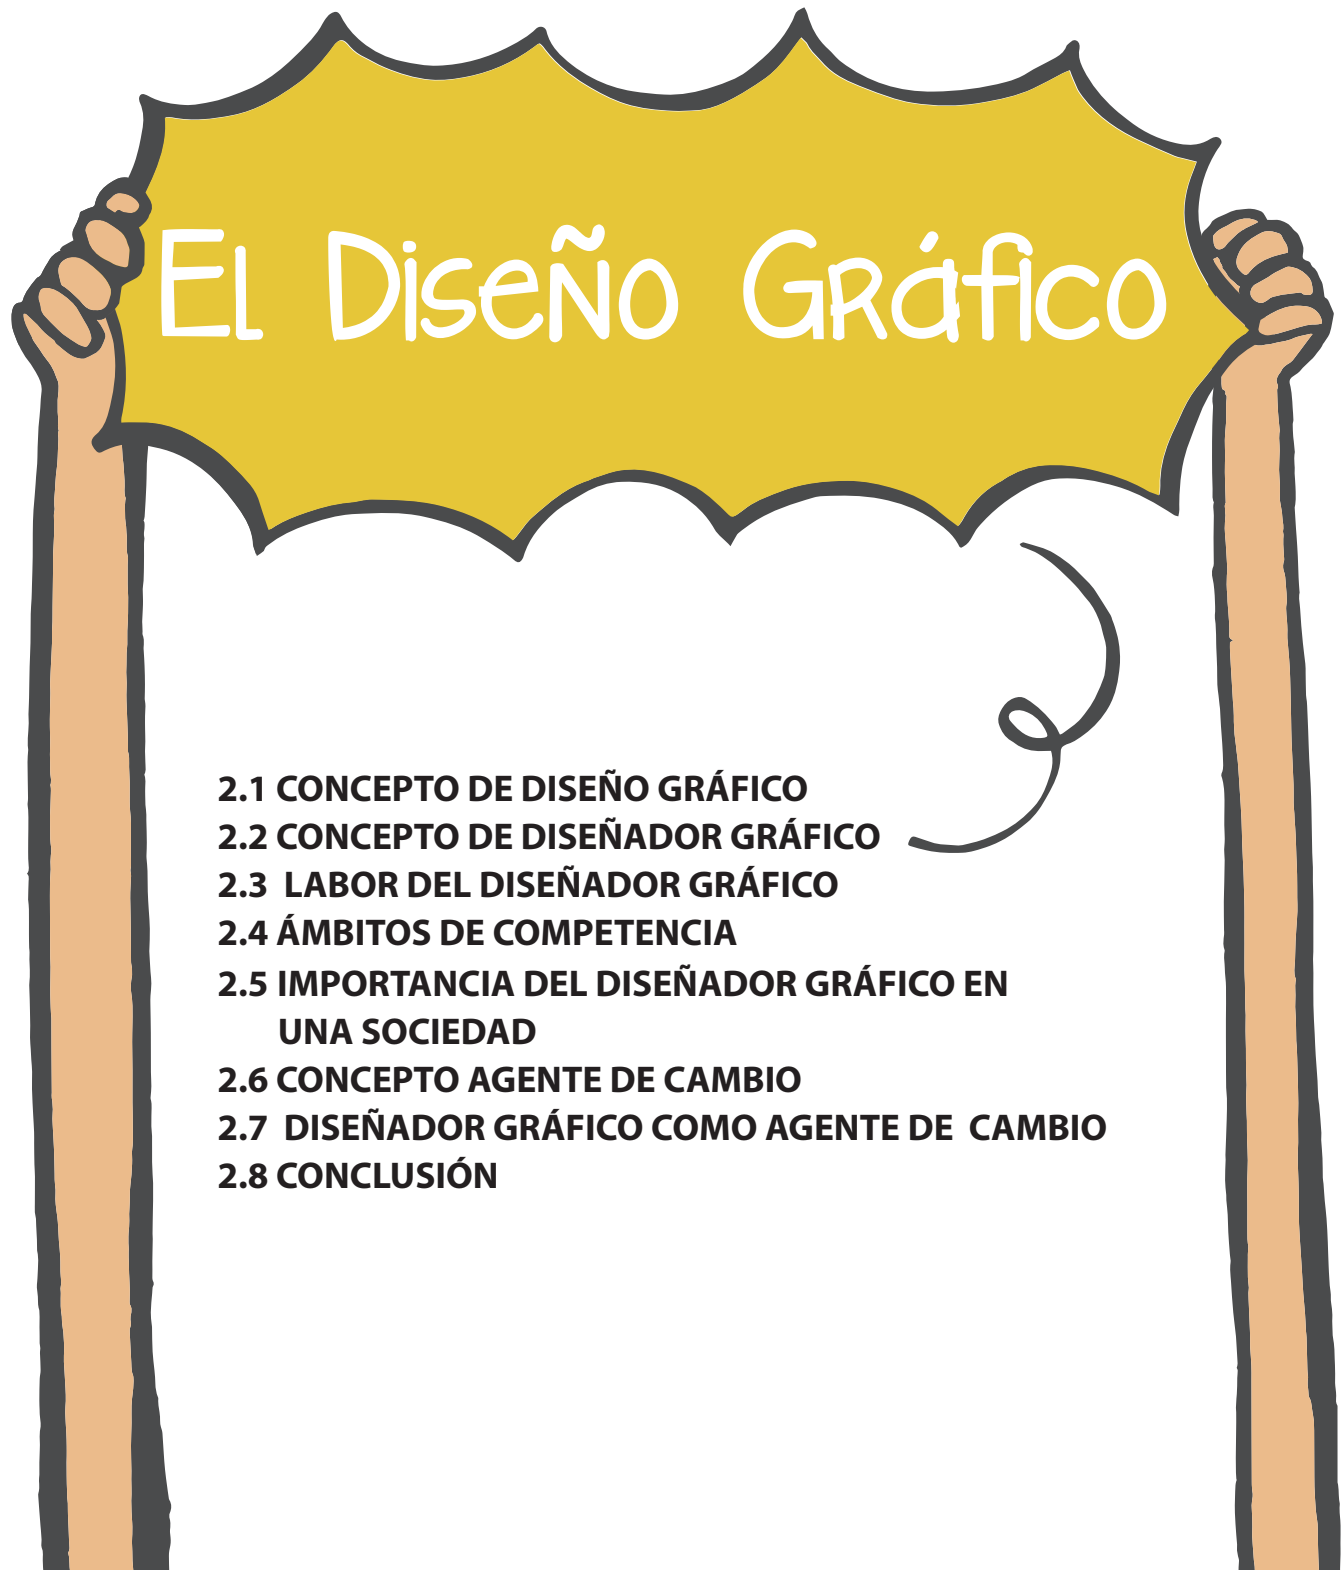 El Diseño Gráfico
2.1 CONCEPTO DE DISEÑO GRÁFICO
2.2 CONCEPTO DE DISEÑADOR GRÁFICO
2.3 LABOR DEL DISEÑADOR GRÁFICO
2.4 ÁMBITOS DE COMPETENCIA
2.5 IMPORTANCIA DEL DISEÑADOR GRÁFICO EN
UNA SOCIEDAD
2.6 CONCEPTO AGENTE DE CAMBIO
2.7 DISEÑADOR GRÁFICO COMO AGENTE DE CAMBIO
2.8 CONCLUSIÓN